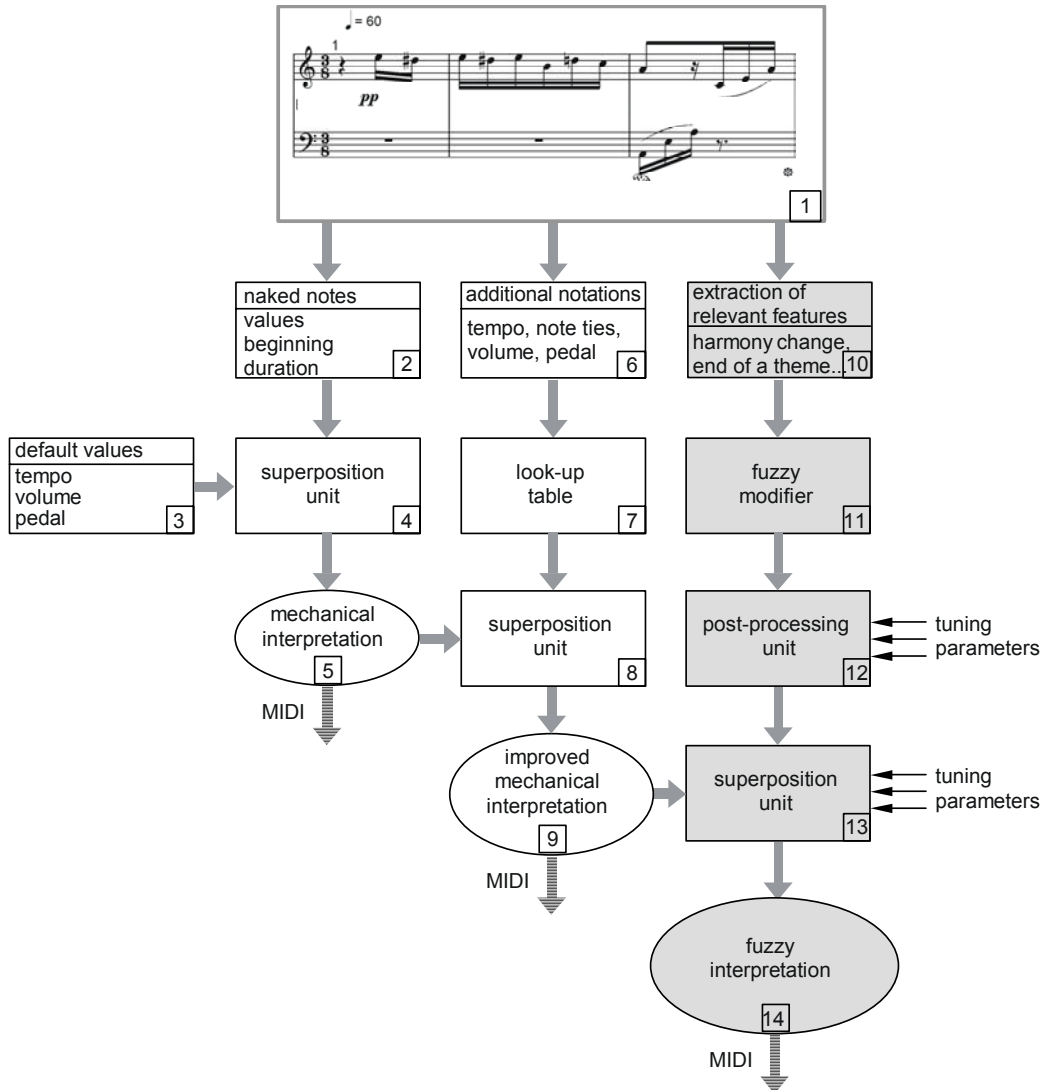 = 60
1
3
8
pp
3
8
1
naked notes
values
beginning
duration
2
additional notations
tempo, note ties,
volume, pedal
6
extraction of
relevant features
harmony change,
end of a theme...
10
default values
tempo
volume
pedal
3
superposition
unit
4
look-up
table
7
fuzzy
modifier
11
mechanical
interpretation
5
MIDI
superposition
unit
8
post-processing
unit
12
tuning
parameters
improved
mechanical
interpretation
9
MIDI
superposition
unit
13
tuning
parameters
fuzzy
interpretation
14
MIDI